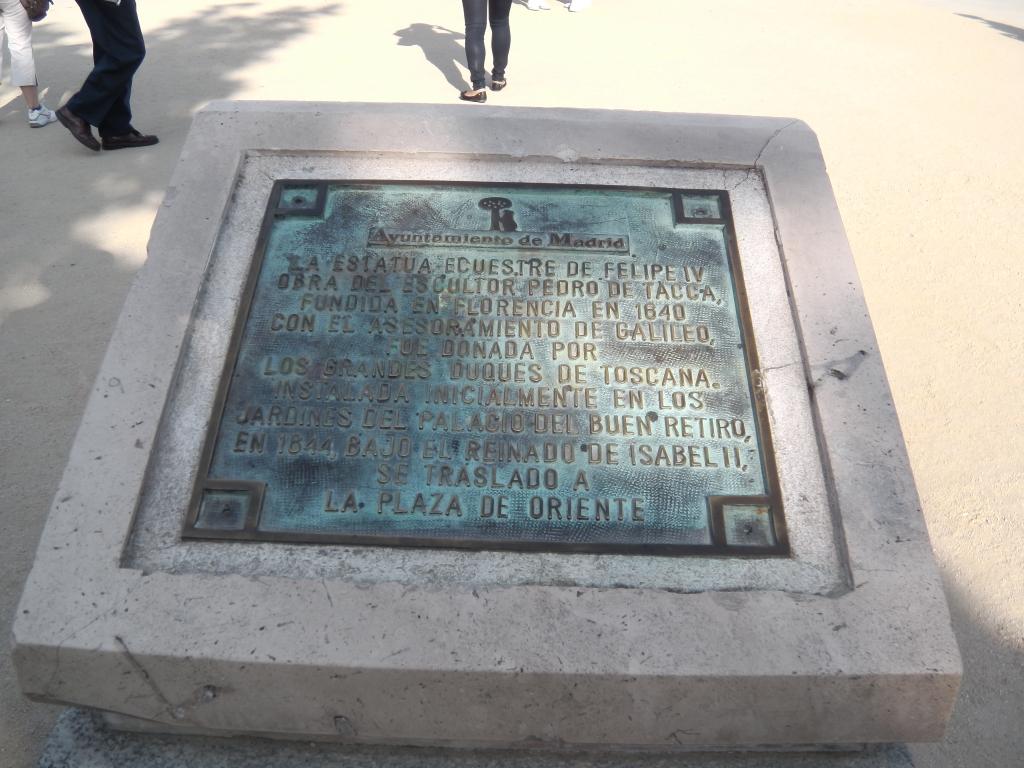 Ayuntamiento de Madrid
LA ESTATUA ECUESTRE DE FELIPE IV
OBRA DEL ESCULTOR PEDRO DE TACCA,
FUNDIDA EN FLORENCIA EN 1640
CON EL ASESORAMIENTO DE GALILEO,
FUE DONADA POR
LOS GRANDES DUQUES DE TOSCANA.
INSTALADA INICIALMENTE EN LOS
JARDINES DEL PALACIO DEL BUEN RETIRO,
EN 1844, BAJO EL REINADO DE ISABEL II,
SE TRASLADO A
LA PLAZA DE ORIENTE